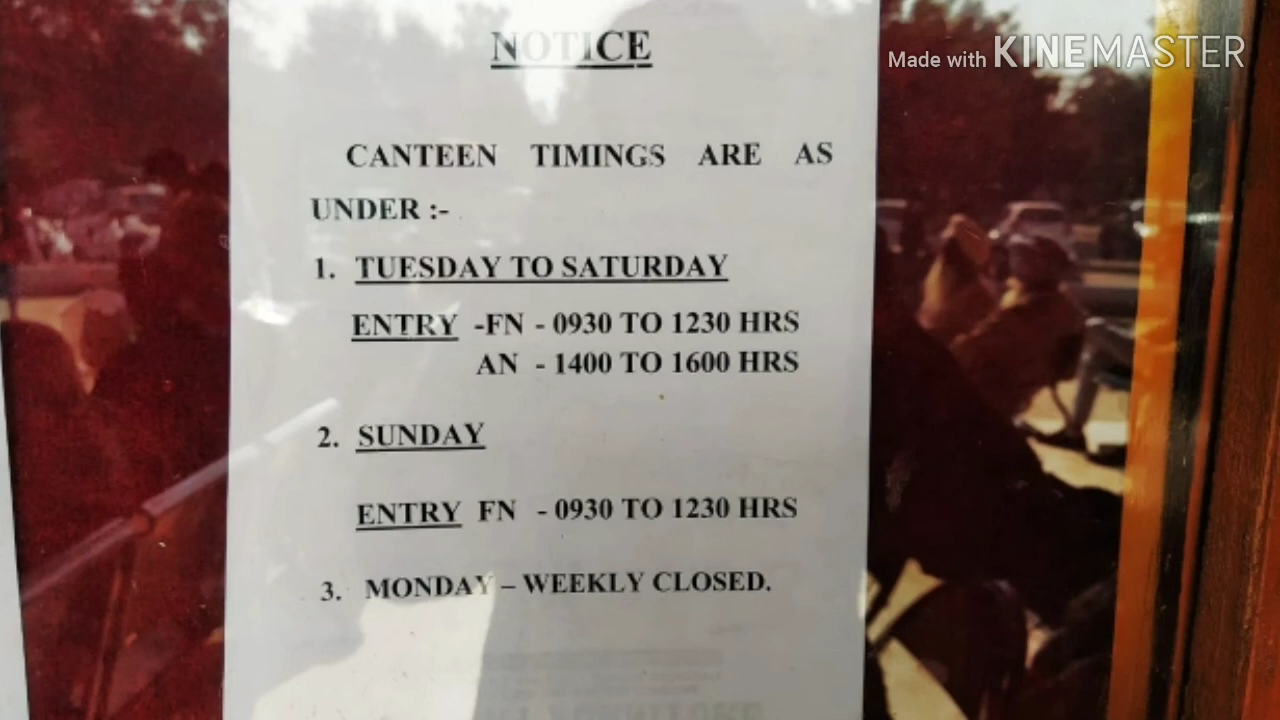 NOTICE
Made with KINEMASTER
CANTEEN TIMINGS ARE AS
UNDER :-
1. TUESDAY TO SATURDAY
ENTRY -FN - 0930 TO 1230 HRS
AN - 1400 TO 1600 HRS
2. SUNDAY
ENTRY FN - 0930 TO 1230 HRS
3. MONDAY – WEEKLY CLOSED.